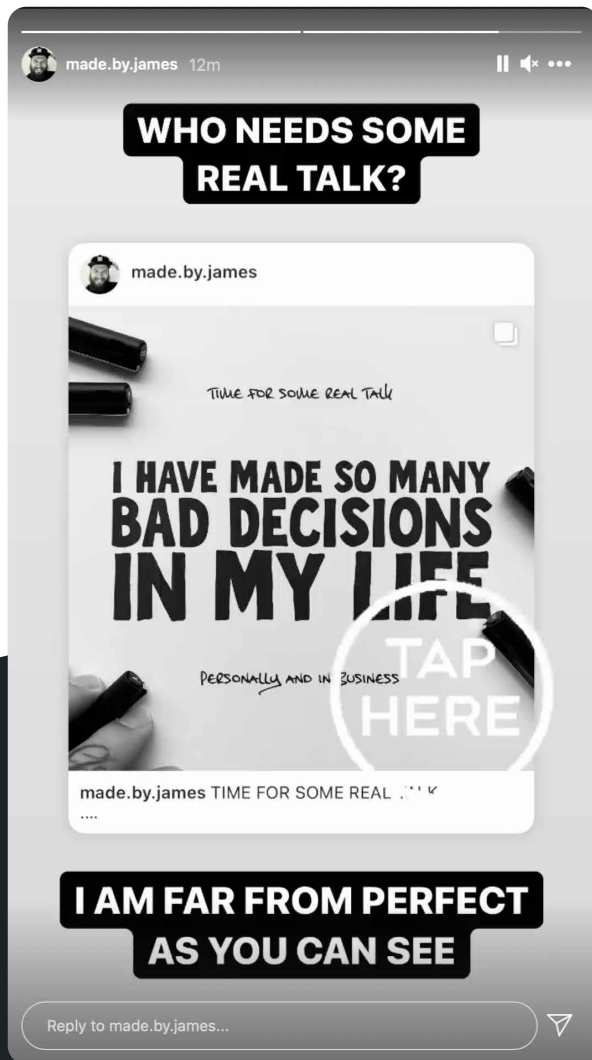 made.by.james 12m
WHO NEEDS SOME
REAL TALK?
made.by.james
TIME FOR SOME REAL TALK
I HAVE MADE SO MANY
BAD DECISIONS
IN MY LIFE
PERSONALLY AND IN BUSINESS
TAP
HERE
made.by.james TIME FOR SOME REAL
....
I AM FAR FROM PERFECT
AS YOU CAN SEE
Reply to made.by.james...